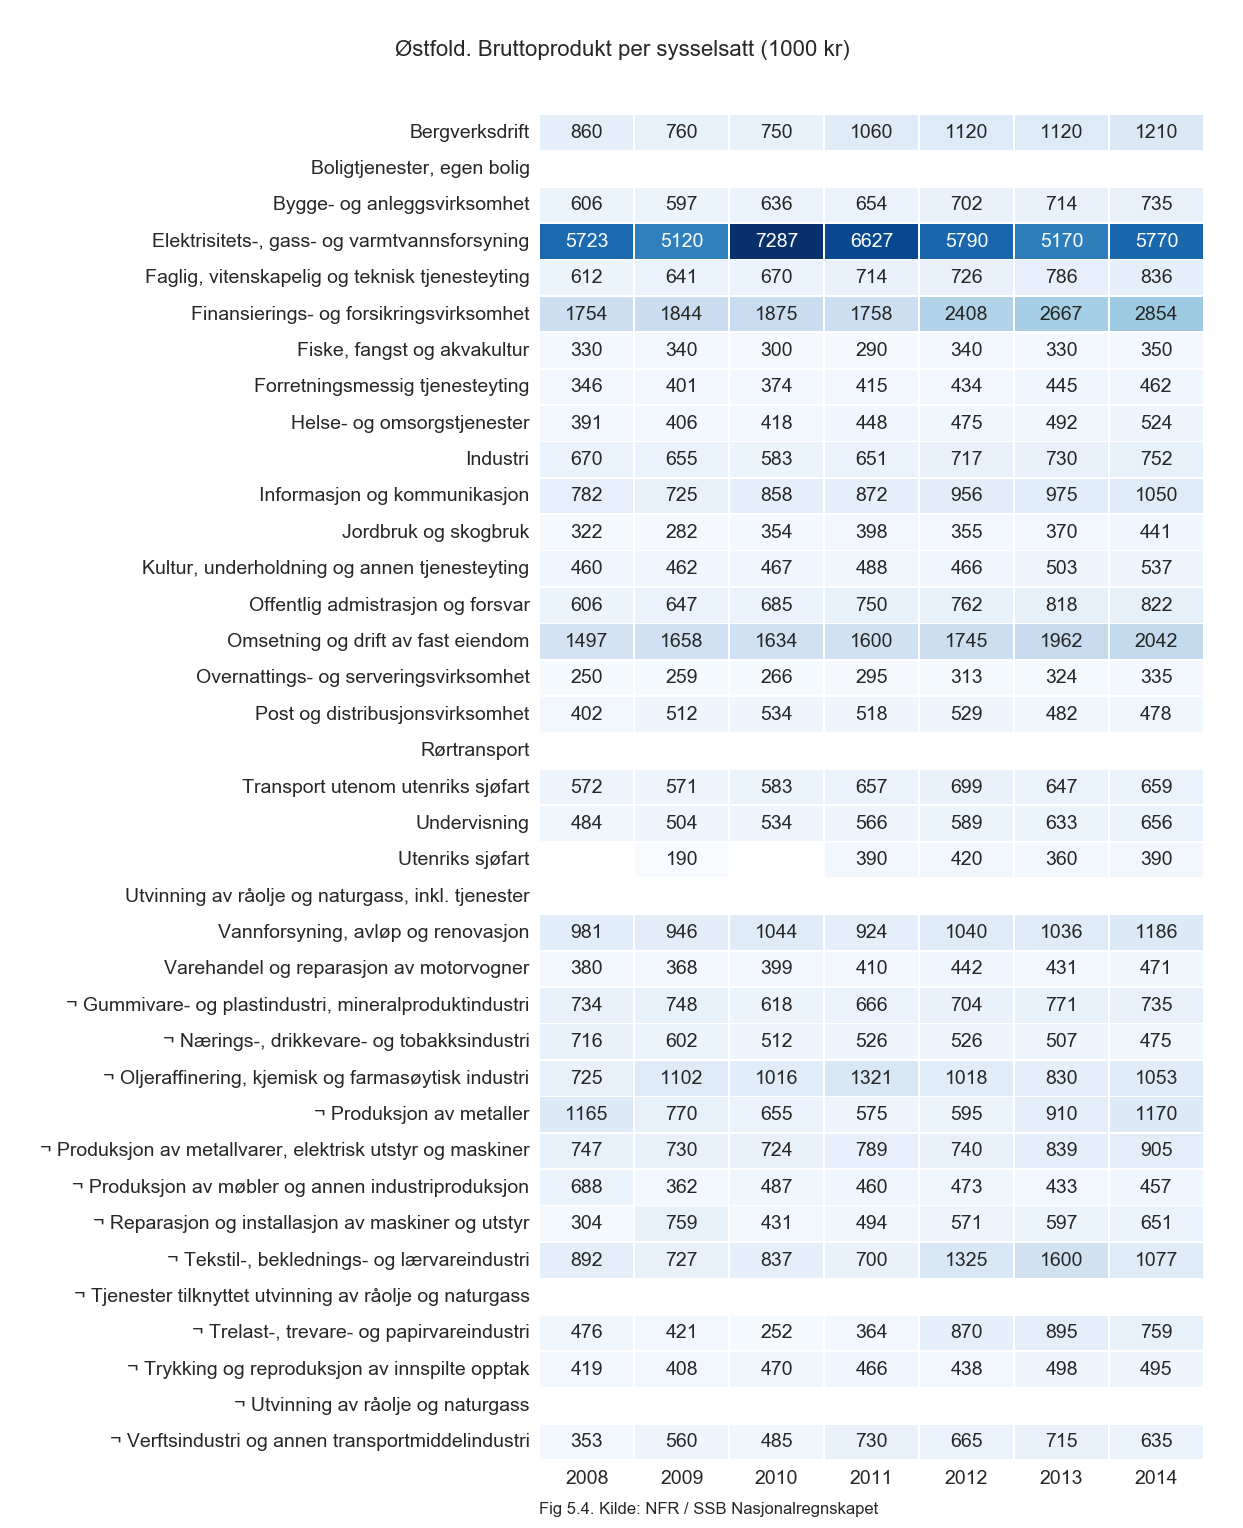 Østfold. Bruttoprodukt per sysselsatt (1000 kr)
Bergverksdrift 860 760 750 1060 1120 1120 1210
Boligtjenester, egen bolig
Bygge- og anleggsvirksomhet 606 597 636 654 702 714 735
Elektrisitets-, gass- og varmtvannsforsyning 5723 5120 7287 6627 5790 5170 5770
Faglig, vitenskapelig og teknisk tjenesteyting 612 641 670 714 726 786 836
Finansierings- og forsikringsvirksomhet 1754 1844 1875 1758 2408 2667 2854
Fiske, fangst og akvakultur 330 340 300 290 340 330 350
Forretningsmessig tjenesteyting 346 401 374 415 434 445 462
Helse- og omsorgstjenester 391 406 418 448 475 492 524
Industri 670 655 583 651 717 730 752
Informasjon og kommunikasjon 782 725 858 872 956 975 1050
Jordbruk og skogbruk 322 282 354 398 355 370 441
Kultur, underholdning og annen tjenesteyting 460 462 467 488 466 503 537
Offentlig admistrasjon og forsvar 606 647 685 750 762 818 822
Omsetning og drift av fast eiendom 1497 1658 1634 1600 1745 1962 2042
Overnattings- og serveringsvirksomhet 250 259 266 295 313 324 335
Post og distribusjonsvirksomhet 402 512 534 518 529 482 478
Rørtransport
Transport utenom utenriks sjøfart 572 571 583 657 699 647 659
Undervisning 484 504 534 566 589 633 656
Utenriks sjøfart 190 390 420 360 390
Utvinning av råolje og naturgass, inkl. tjenester
Vannforsyning, avløp og renovasjon 981 946 1044 924 1040 1036 1186
Varehandel og reparasjon av motorvogner 380 368 399 410 442 431 471
¬ Gummivare- og plastindustri, mineralproduktindustri 734 748 618 666 704 771 735
¬ Nærings-, drikkevare- og tobakksindustri 716 602 512 526 526 507 475
¬ Oljeraffinering, kjemisk og farmasøytisk industri 725 1102 1016 1321 1018 830 1053
¬ Produksjon av metaller 1165 770 655 575 595 910 1170
¬ Produksjon av metallvarer, elektrisk utstyr og maskiner 747 730 724 789 740 839 905
¬ Produksjon av møbler og annen industriproduksjon 688 362 487 460 473 433 457
¬ Reparasjon og installasjon av maskiner og utstyr 304 759 431 494 571 597 651
¬ Tekstil-, beklednings- og lærvareindustri 892 727 837 700 1325 1600 1077
¬ Tjenester tilknyttet utvinning av råolje og naturgass
¬ Trelast-, trevare- og papirvareindustri 476 421 252 364 870 895 759
¬ Trykking og reproduksjon av innspilte opptak 419 408 470 466 438 498 495
¬ Utvinning av råolje og naturgass
¬ Verftsindustri og annen transportmiddelindustri 353 560 485 730 665 715 635
2008 2009 2010 2011 2012 2013 2014
Fig 5.4. Kilde: NFR / SSB Nasjonalregnskapet